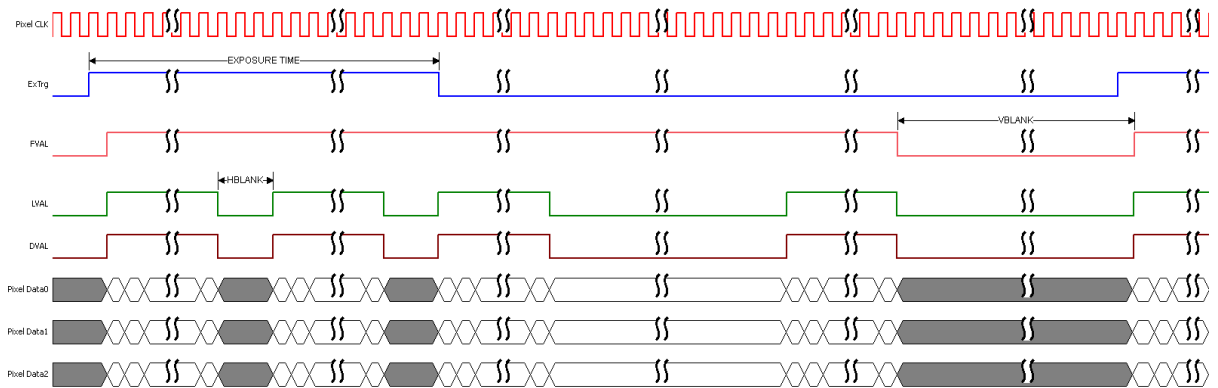 Pixel CLK
EXPOSURE TIME
ExTrg
VBLANK
FVAL
HBLANK
LVAL
DVAL
Pixel Data0
Pixel Data1
Pixel Data2